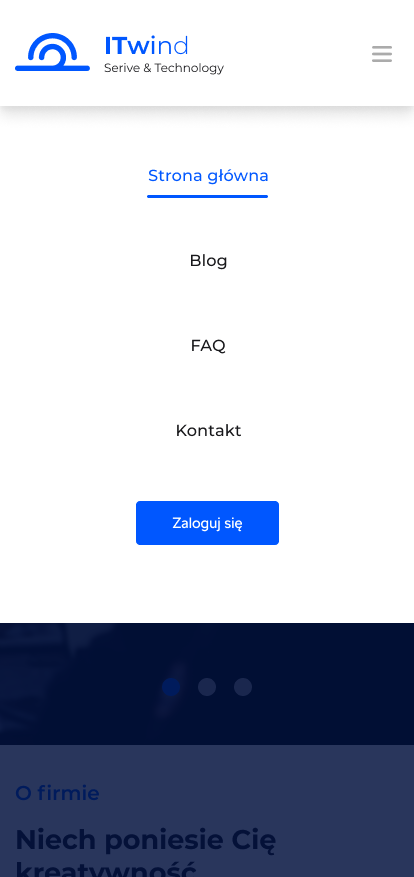 ITwind
Serive & Technology
Strona główna
Blog
FAQ
Kontakt
Zaloguj się
O firmie
Niech poniesie Cię
kreatywność